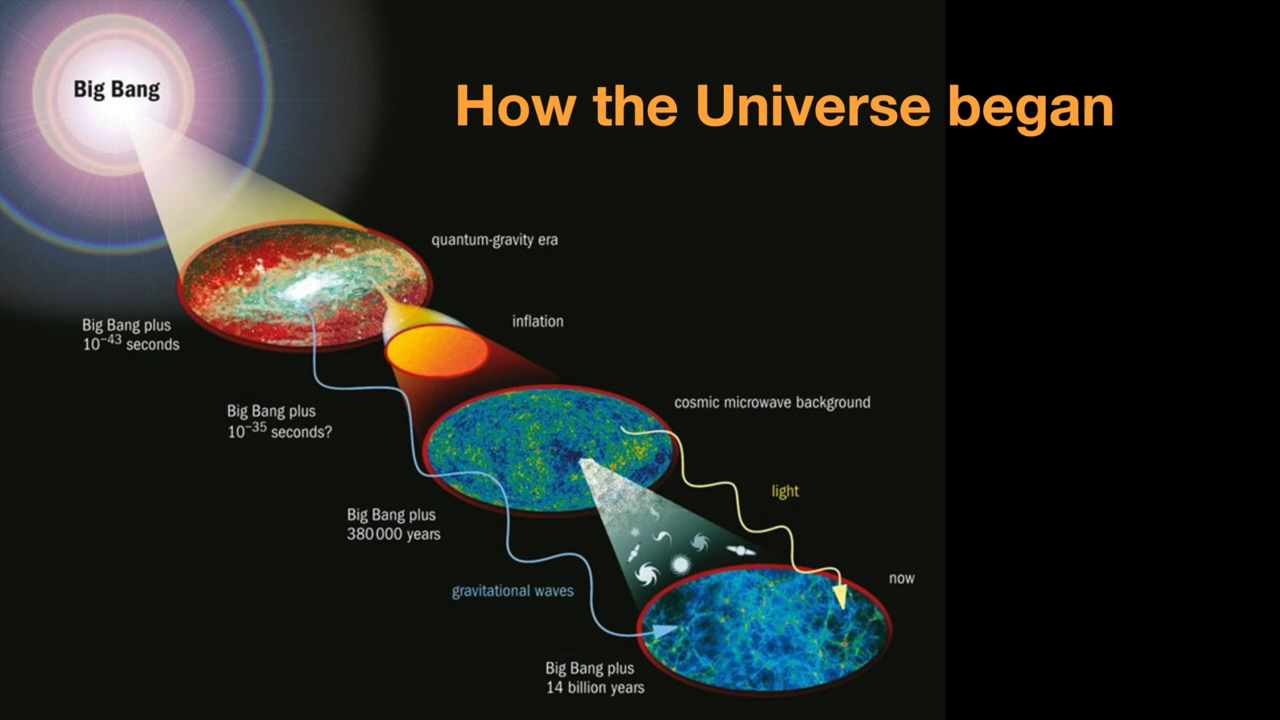 Big Bang
How the Universe began
quantum-gravity era
inflation
Big Bang plus
10⁻⁴³ seconds
cosmic microwave background
Big Bang plus
10⁻³⁵ seconds?
light
Big Bang plus
380 000 years
now
gravitational waves
Big Bang plus
14 billion years